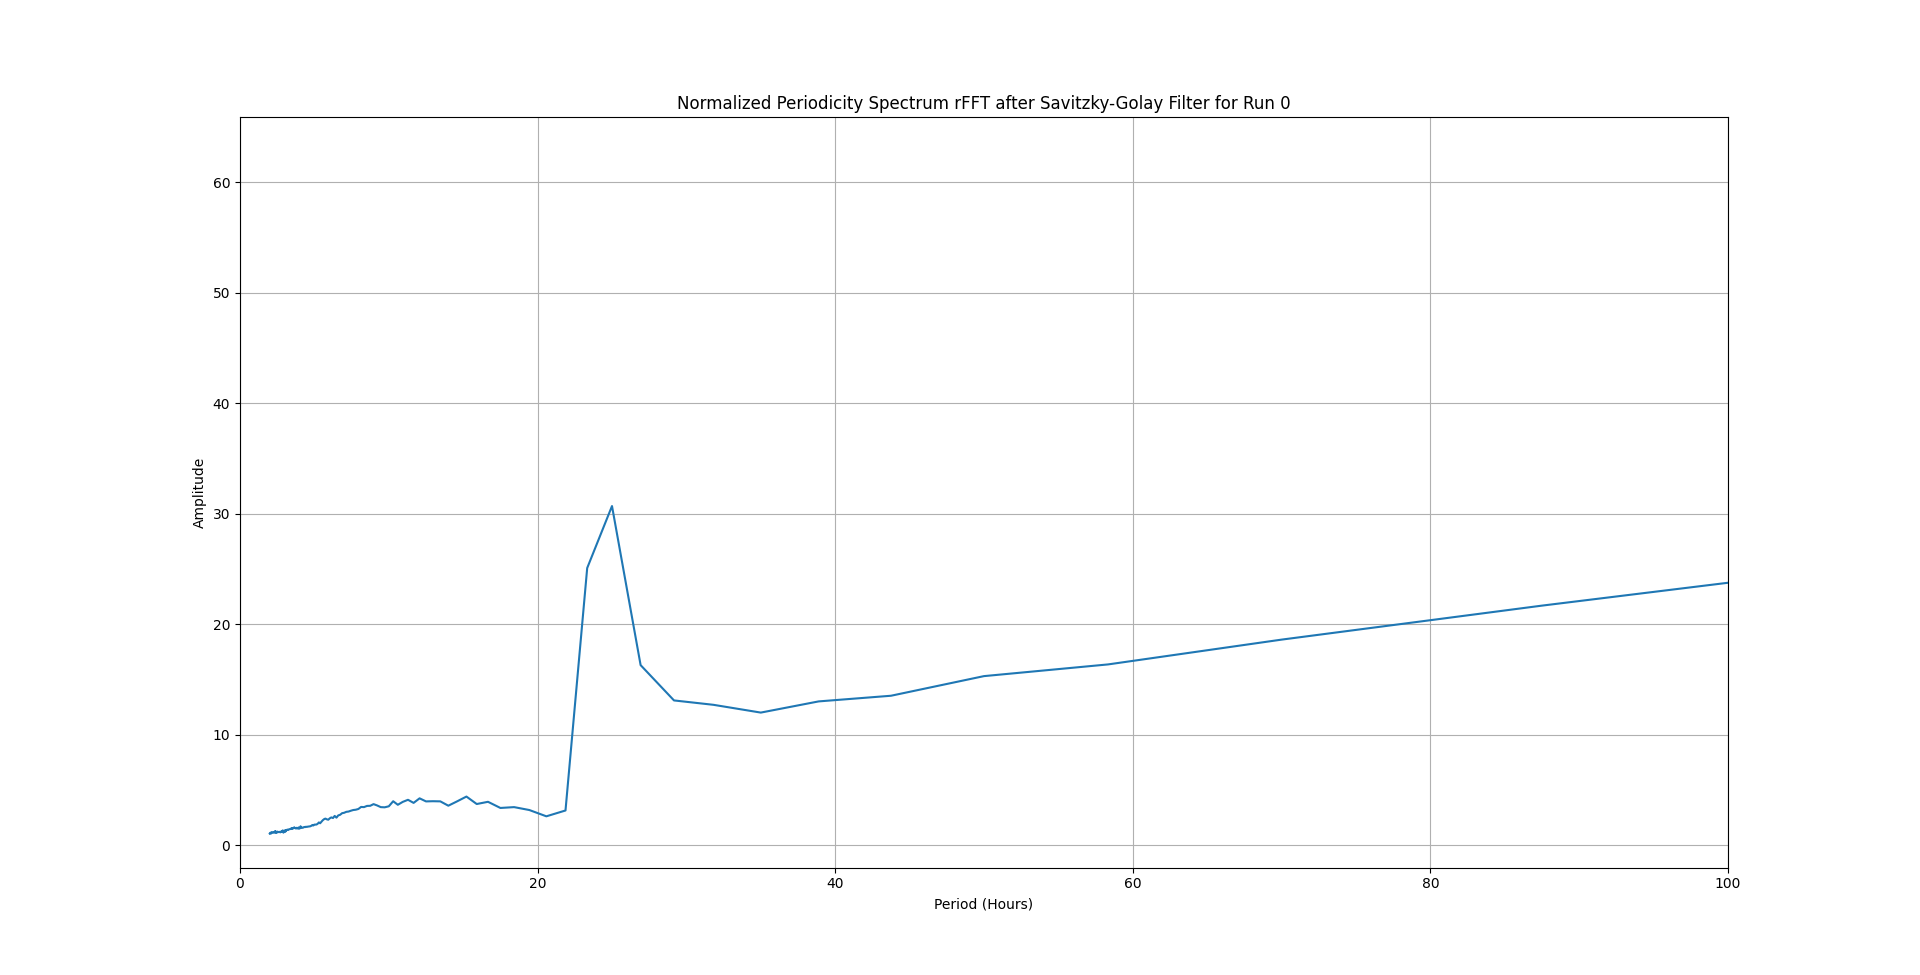 Normalized Periodicity Spectrum rFFT after Savitzky-Golay Filter for Run 0
60
50
40
30
20
10
0
Amplitude
0 20 40 60 80 100
Period (Hours)